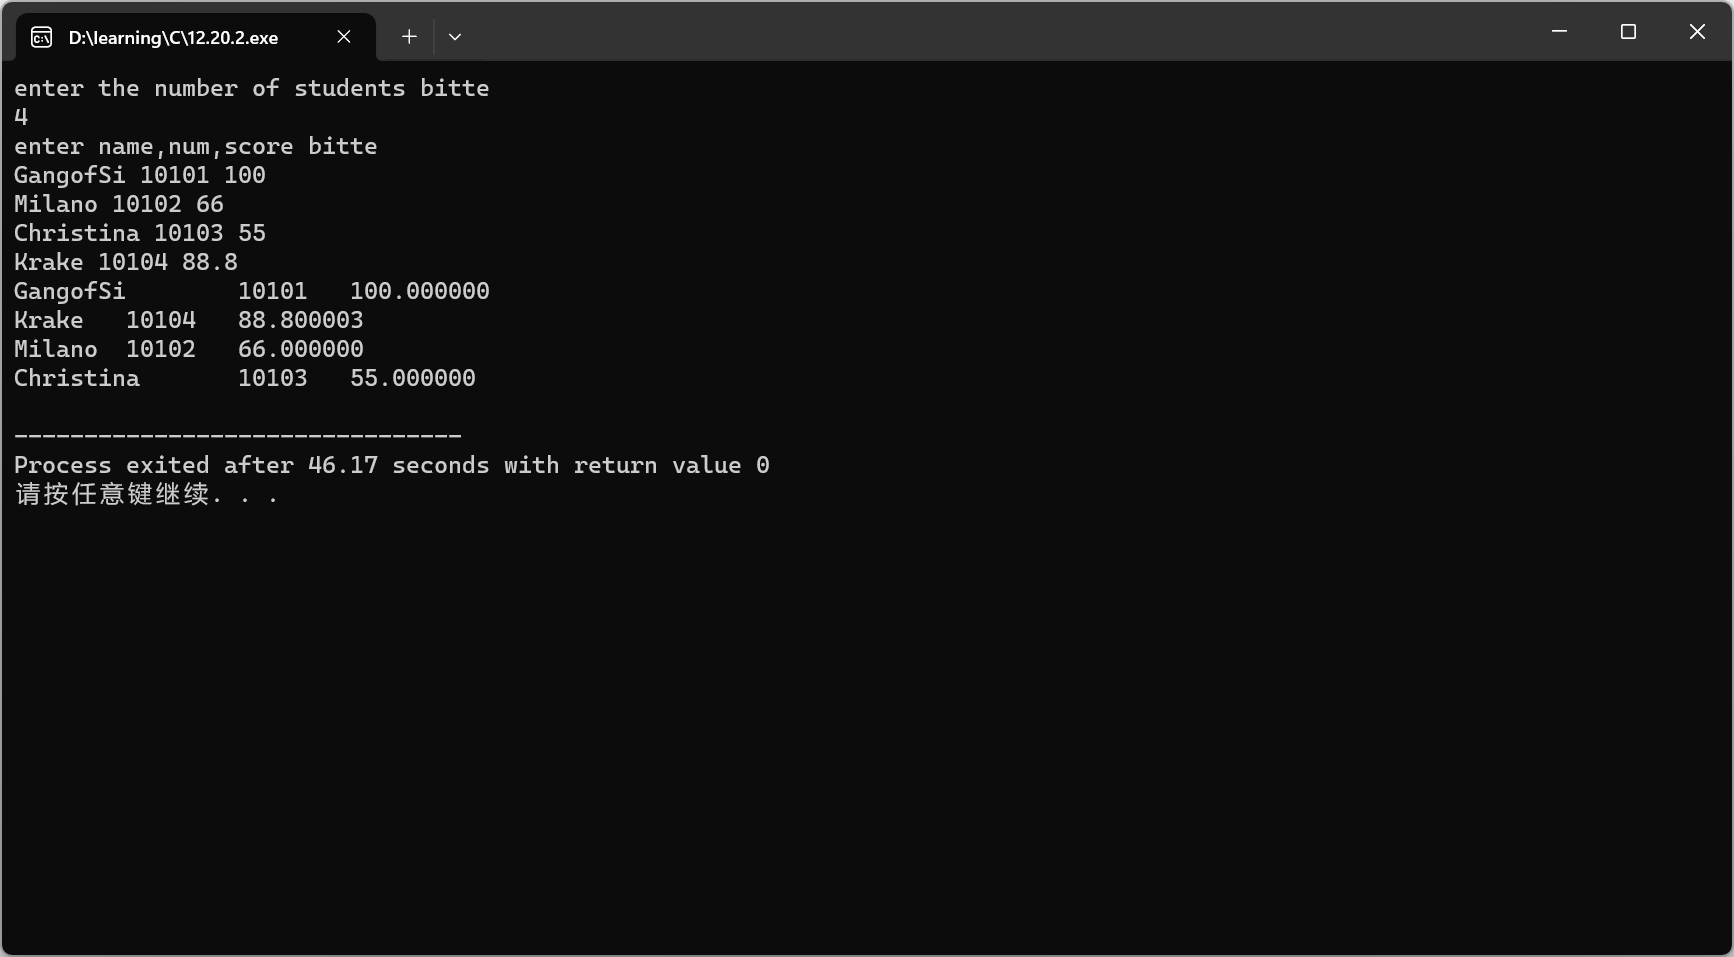 D:\learning\C\12.20.2.exe
enter the number of students bitte
4
enter name,num,score bitte
GangofSi 10101 100
Milano 10102 66
Christina 10103 55
Krake 10104 88.8
GangofSi        10101   100.000000
Krake   10104   88.800003
Milano  10102   66.000000
Christina       10103   55.000000
--------------------------------
Process exited after 46.17 seconds with return value 0
请按任意键继续. . .